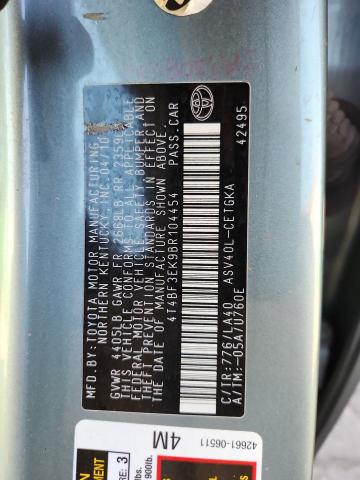 MFD.BY:TOYOTA MOTOR MANUFACTURING,
NORTHERN KENTUCKY,INC.04/10
GVWR 4405LB GAWR FR 2668LB RR 2359LB
THIS VEHICLE CONFORMS TO ALL APPLICABLE
FEDERAL MOTOR VEHICLE SAFETY,BUMPER,AND
THEFT PREVENTION STANDARDS IN EFFECT ON
THE DATE OF MANUFACTURE SHOWN ABOVE.
4T4BF3EK9BR104454 PASS.CAR
C/TR:776/LA40 ASV40L-CETGKA
A/TM:-05A/U760E
42495
42661-06511
4M